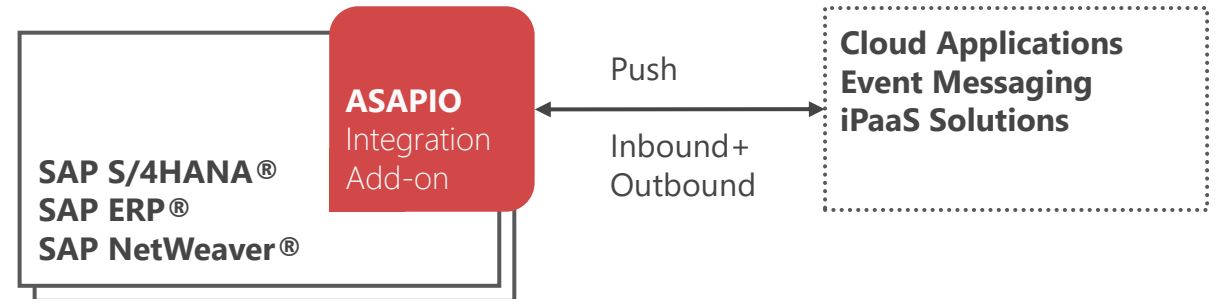 SAP S/4HANA®
SAP ERP®
SAP NetWeaver®
ASAPIO
Integration
Add-on
Push
Inbound+
Outbound
Cloud Applications
Event Messaging
iPaaS Solutions